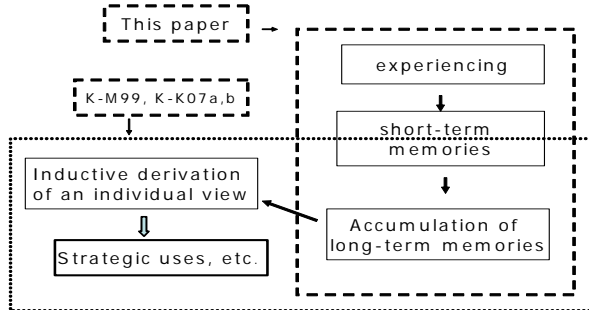 This paper
experiencing
K-M99, K-K07a,b
short-term
memories
Inductive derivation
of an individual view
Accumulation of
long-term memories
Strategic uses, etc.